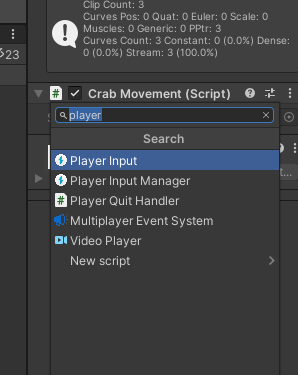 Clip Count: 3
Curves Pos: 0 Quat: 0 Euler: 0 Scale: 0
Muscles: 0 Generic: 0 PPtr: 3
Curves Count: 3 Constant: 0 (0.0%) Dense:
0 (0.0%) Stream: 3 (100.0%)
23
# Crab Movement (Script)
player
Search
Player Input
Player Input Manager
# Player Quit Handler
Multiplayer Event System
Video Player
New script